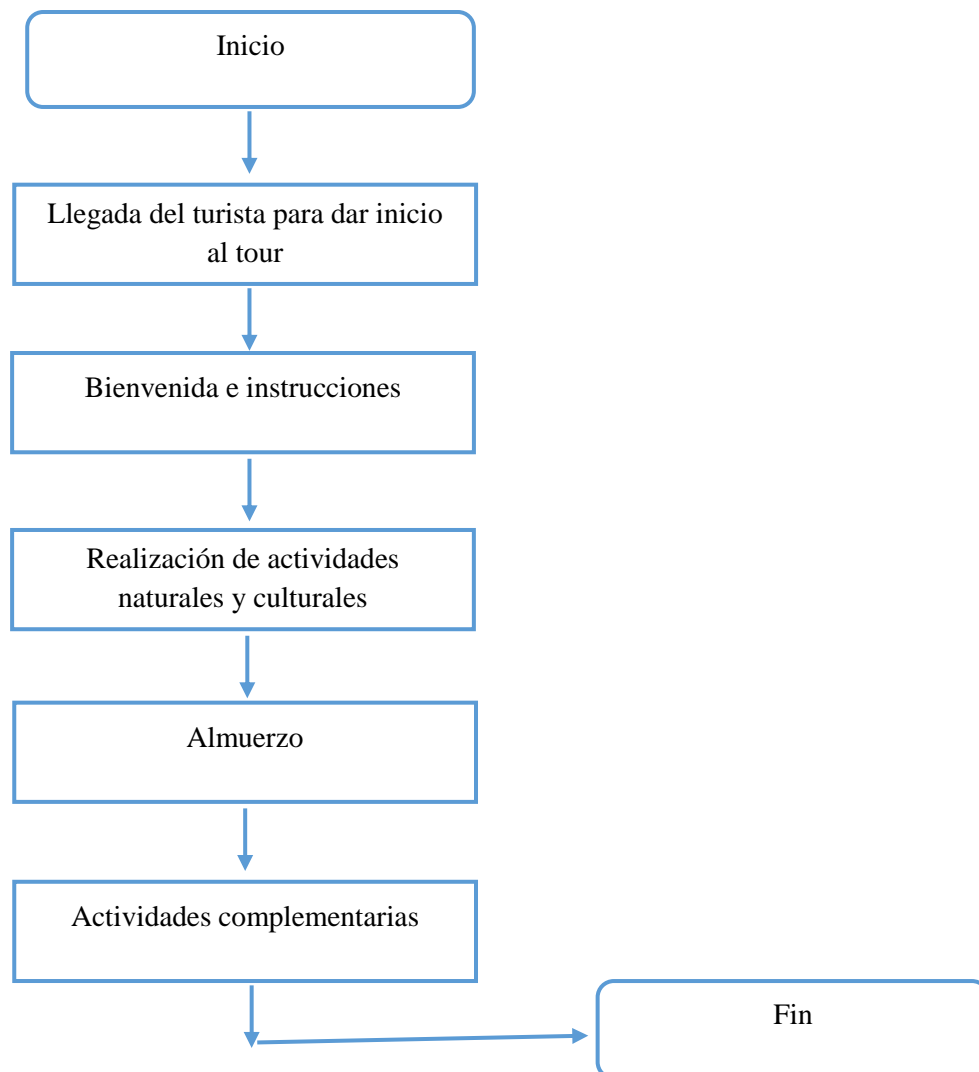 Inicio
Llegada del turista para dar inicio
al tour
Bienvenida e instrucciones
Realización de actividades
naturales y culturales
Almuerzo
Actividades complementarias
Fin